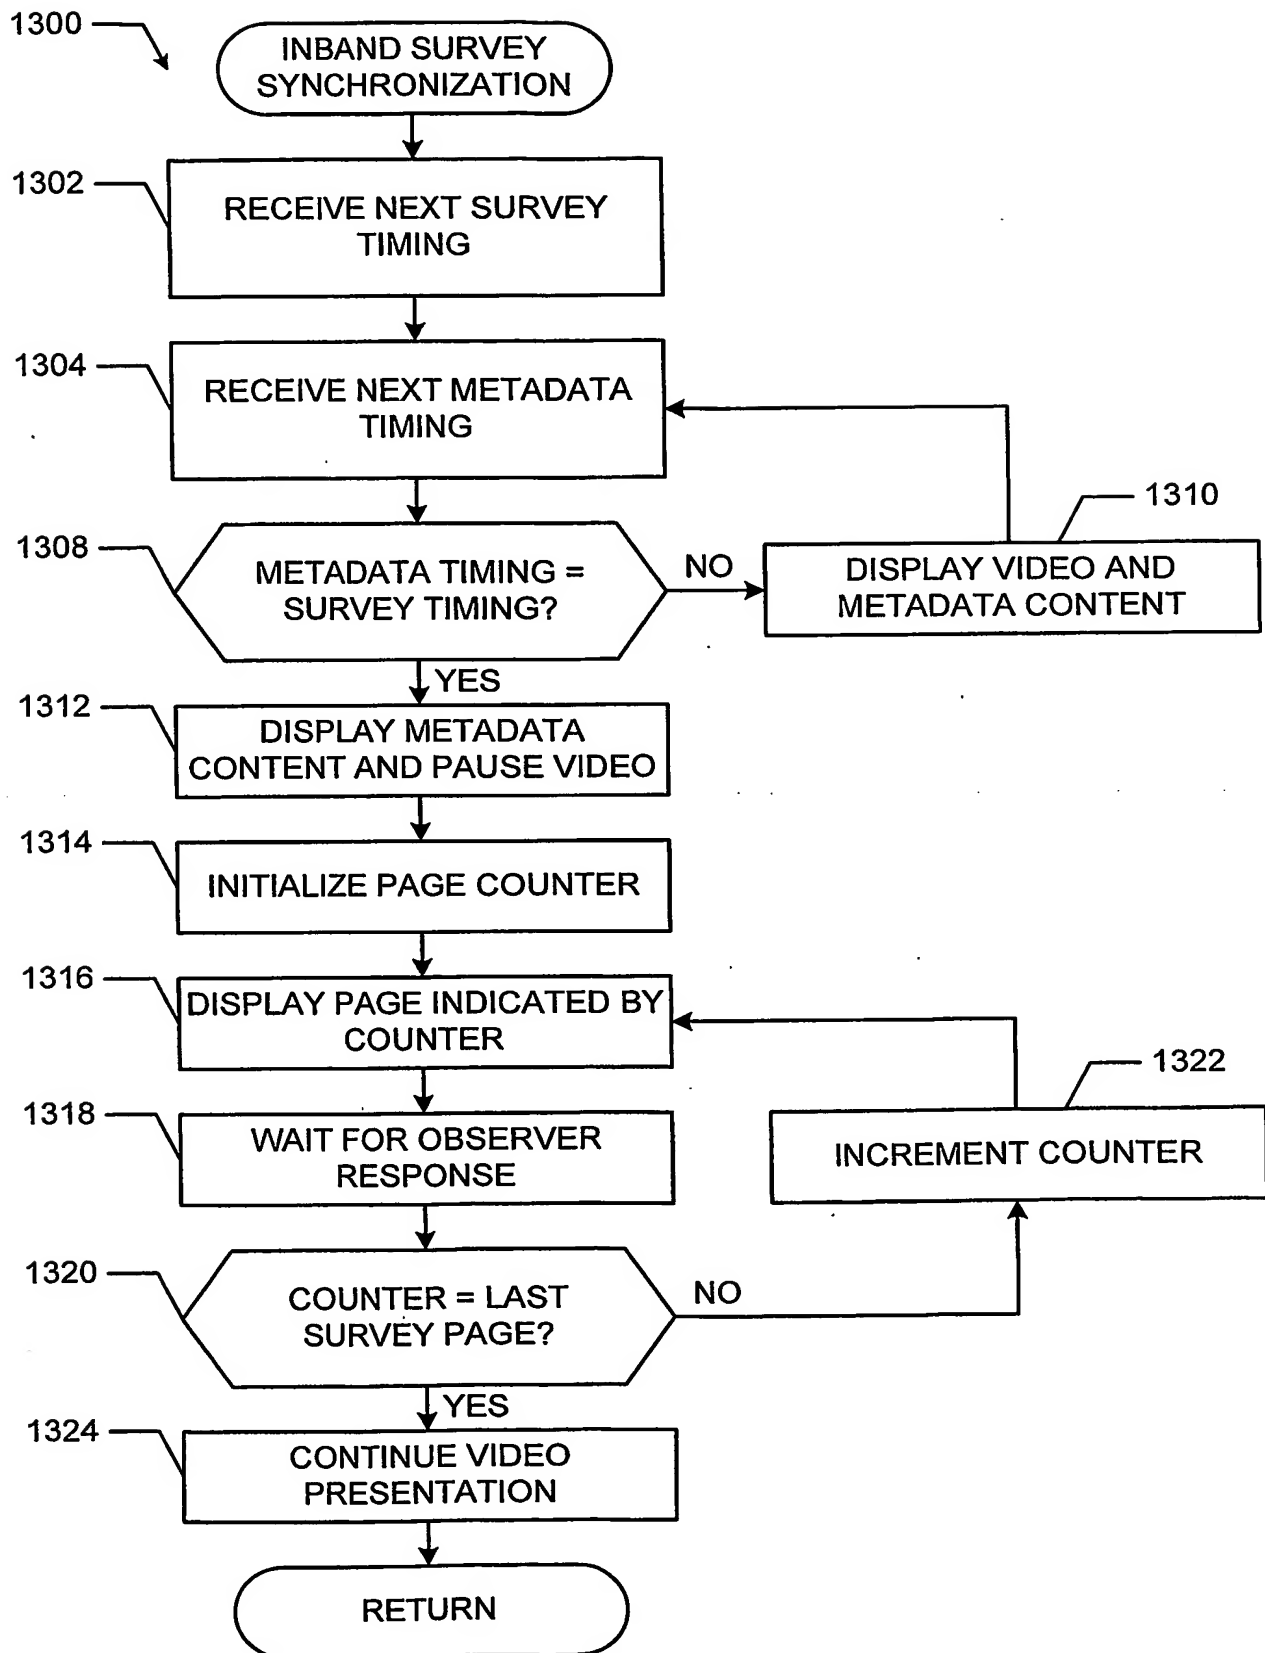 1300
INBAND SURVEY
SYNCHRONIZATION
1302
RECEIVE NEXT SURVEY
TIMING
1304
RECEIVE NEXT METADATA
TIMING
1308
METADATA TIMING =
SURVEY TIMING?
NO
1310
DISPLAY VIDEO AND
METADATA CONTENT
YES
1312
DISPLAY METADATA
CONTENT AND PAUSE VIDEO
1314
INITIALIZE PAGE COUNTER
1316
DISPLAY PAGE INDICATED BY
COUNTER
1318
WAIT FOR OBSERVER
RESPONSE
1322
INCREMENT COUNTER
1320
COUNTER = LAST
SURVEY PAGE?
NO
YES
1324
CONTINUE VIDEO
PRESENTATION
RETURN